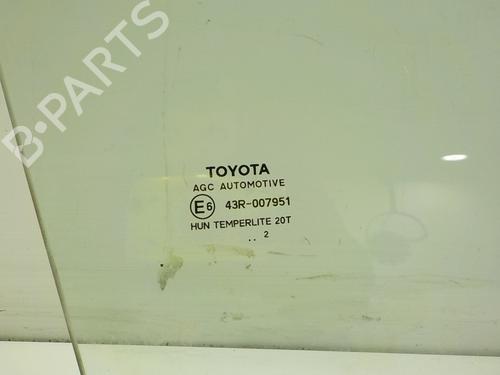 B-PARTS
TOYOTA
AGC AUTOMOTIVE
E6 43R-007951
HUN TEMPERLITE 20T
.. 2